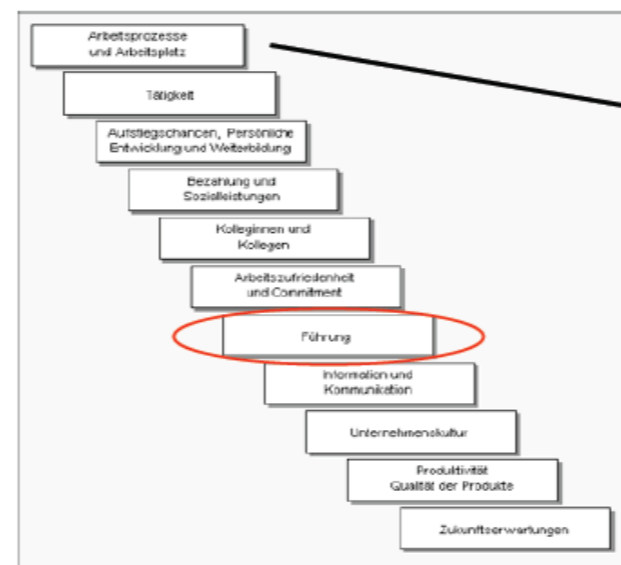 Arbeitsprozesse
und Arbeitsplatz
Tätigkeit
Aufstiegschancen, Persönliche
Entwicklung und Weiterbildung
Bezahlung und
Sozialleistungen
Kolleginnen und
Kollegen
Arbeitszufriedenheit
und Commitment
Führung
Information und
Kommunikation
Unternehmenskultur
Produktivität
Qualität der Produkte
Zukunftserwartungen